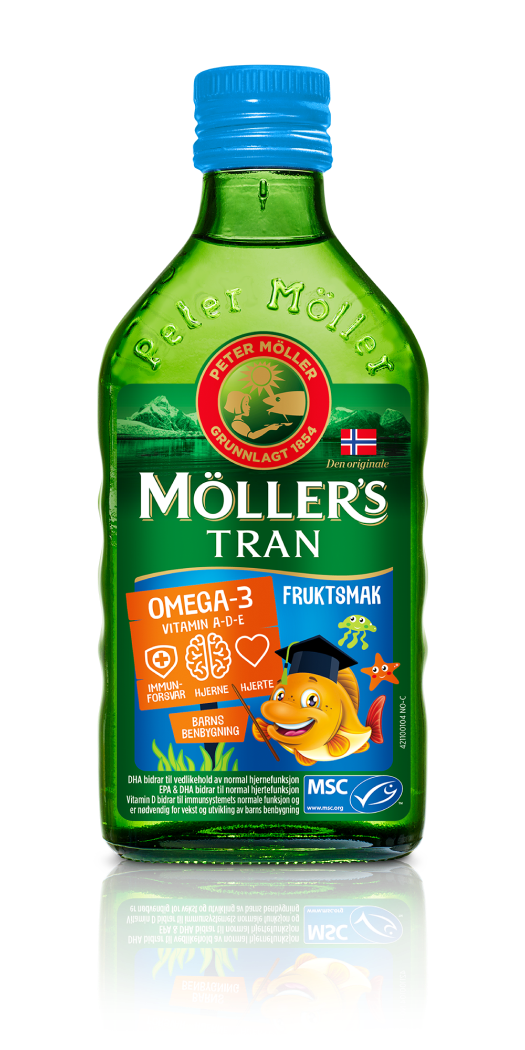 Peter Möller
PETER MÖLLER
GRUNNLAGT 1854
Den originale
MÖLLER'S
TRAN
OMEGA-3
VITAMIN A-D-E
FRUKTSMAK
IMMUN-
FORSVAR
HJERNE
HJERTE
BARNS
BENBYGNING
421100104 NO-C
DHA bidrar til vedlikehold av normal hjernefunksjon
EPA & DHA bidrar til normal hjertefunksjon
Vitamin D bidrar til immunsystemets normale funksjon og
er nødvendig for vekst og utvikling av barns benbygning
MSC
www.msc.org
TM